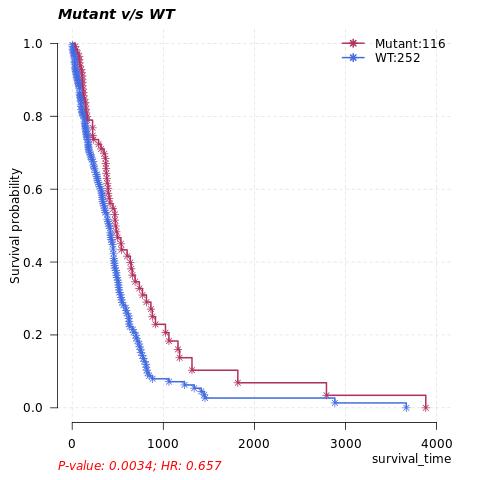 Mutant v/s WT
Mutant:116
WT:252
1.0
0.8
0.6
0.4
0.2
0.0
Survival probability
0
1000
2000
3000
4000
survival_time
P-value: 0.0034; HR: 0.657